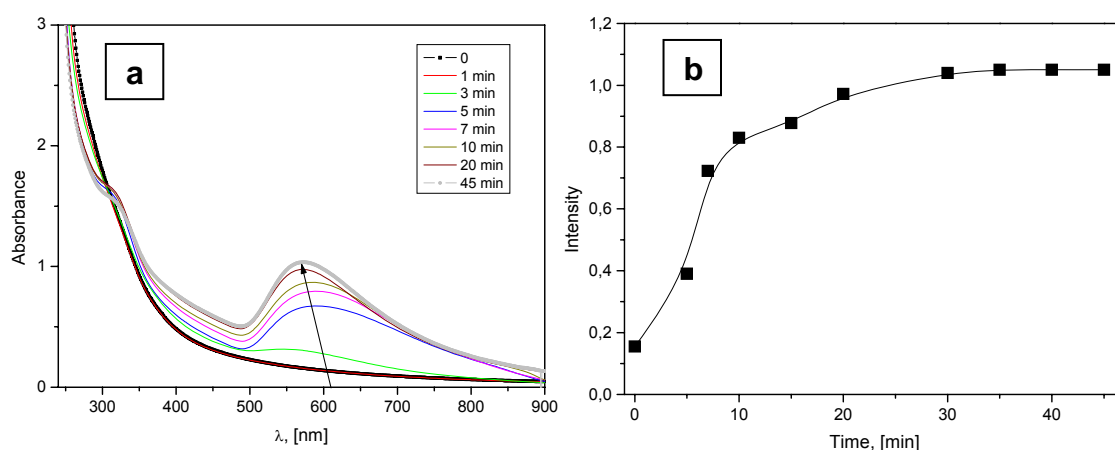 a
3
2
1
0
Absorbance
300 400 500 600 700 800 900
λ, [nm]
0
1 min
3 min
5 min
7 min
10 min
20 min
45 min
b
1,2
1,0
0,8
0,6
0,4
0,2
0,0
Intensity
0 10 20 30 40
Time, [min]